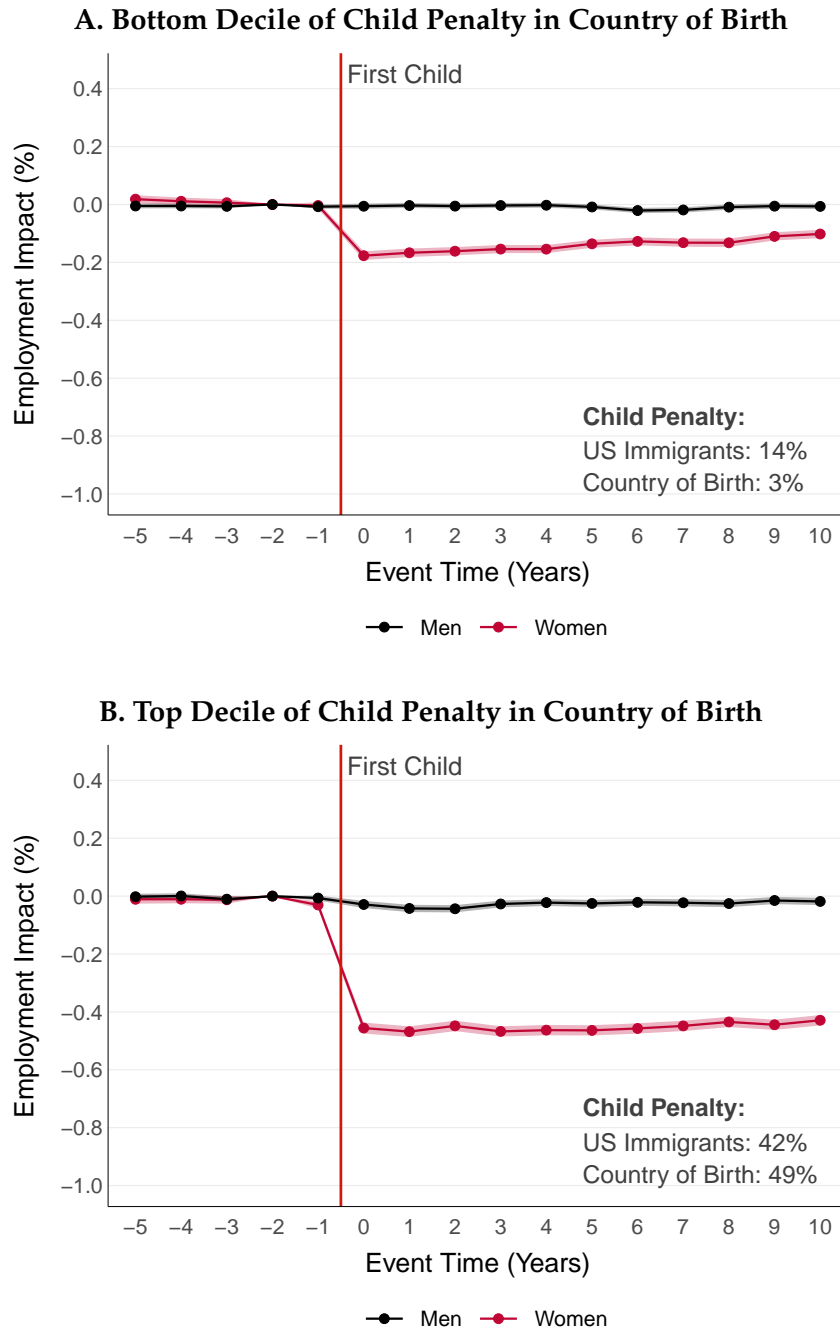 A. Bottom Decile of Child Penalty in Country of Birth
First Child
0.4
0.2
0.0
−0.2
−0.4
−0.6
−0.8
−1.0
Employment Impact (%)
Child Penalty:
US Immigrants: 14%
Country of Birth: 3%
−5 −4 −3 −2 −1 0 1 2 3 4 5 6 7 8 9 10
Event Time (Years)
Men Women
B. Top Decile of Child Penalty in Country of Birth
First Child
0.4
0.2
0.0
−0.2
−0.4
−0.6
−0.8
−1.0
Employment Impact (%)
Child Penalty:
US Immigrants: 42%
Country of Birth: 49%
−5 −4 −3 −2 −1 0 1 2 3 4 5 6 7 8 9 10
Event Time (Years)
Men Women